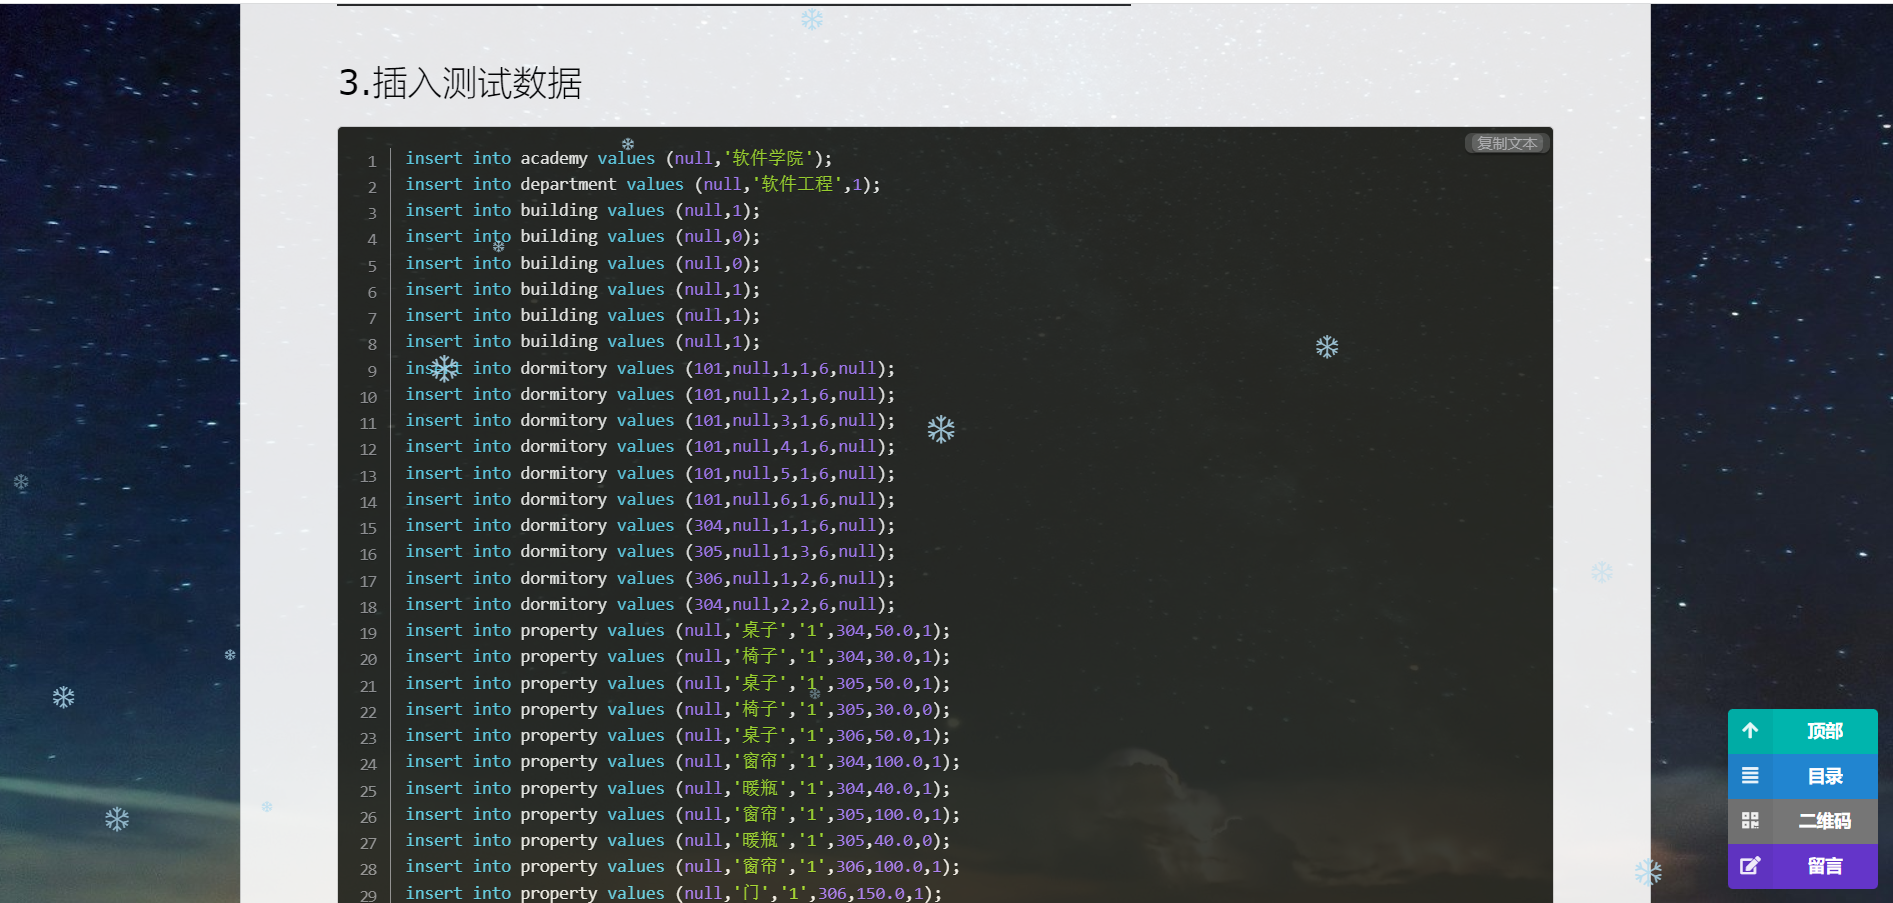 3.插入测试数据
复制文本
1 insert into academy values (null,'软件学院');
2 insert into department values (null,'软件工程',1);
3 insert into building values (null,1);
4 insert into building values (null,0);
5 insert into building values (null,0);
6 insert into building values (null,1);
7 insert into building values (null,1);
8 insert into building values (null,1);
9 insert into dormitory values (101,null,1,1,6,null);
10 insert into dormitory values (101,null,2,1,6,null);
11 insert into dormitory values (101,null,3,1,6,null);
12 insert into dormitory values (101,null,4,1,6,null);
13 insert into dormitory values (101,null,5,1,6,null);
14 insert into dormitory values (101,null,6,1,6,null);
15 insert into dormitory values (304,null,1,1,6,null);
16 insert into dormitory values (305,null,1,3,6,null);
17 insert into dormitory values (306,null,1,2,6,null);
18 insert into dormitory values (304,null,2,2,6,null);
19 insert into property values (null,'桌子','1',304,50.0,1);
20 insert into property values (null,'椅子','1',304,30.0,1);
21 insert into property values (null,'桌子','1',305,50.0,1);
22 insert into property values (null,'椅子','1',305,30.0,0);
23 insert into property values (null,'桌子','1',306,50.0,1);
24 insert into property values (null,'窗帘','1',304,100.0,1);
25 insert into property values (null,'暖瓶','1',304,40.0,1);
26 insert into property values (null,'窗帘','1',305,100.0,1);
27 insert into property values (null,'暖瓶','1',305,40.0,0);
28 insert into property values (null,'窗帘','1',306,100.0,1);
29 insert into property values (null,'门','1',306,150.0,1);
顶部
目录
二维码
留言